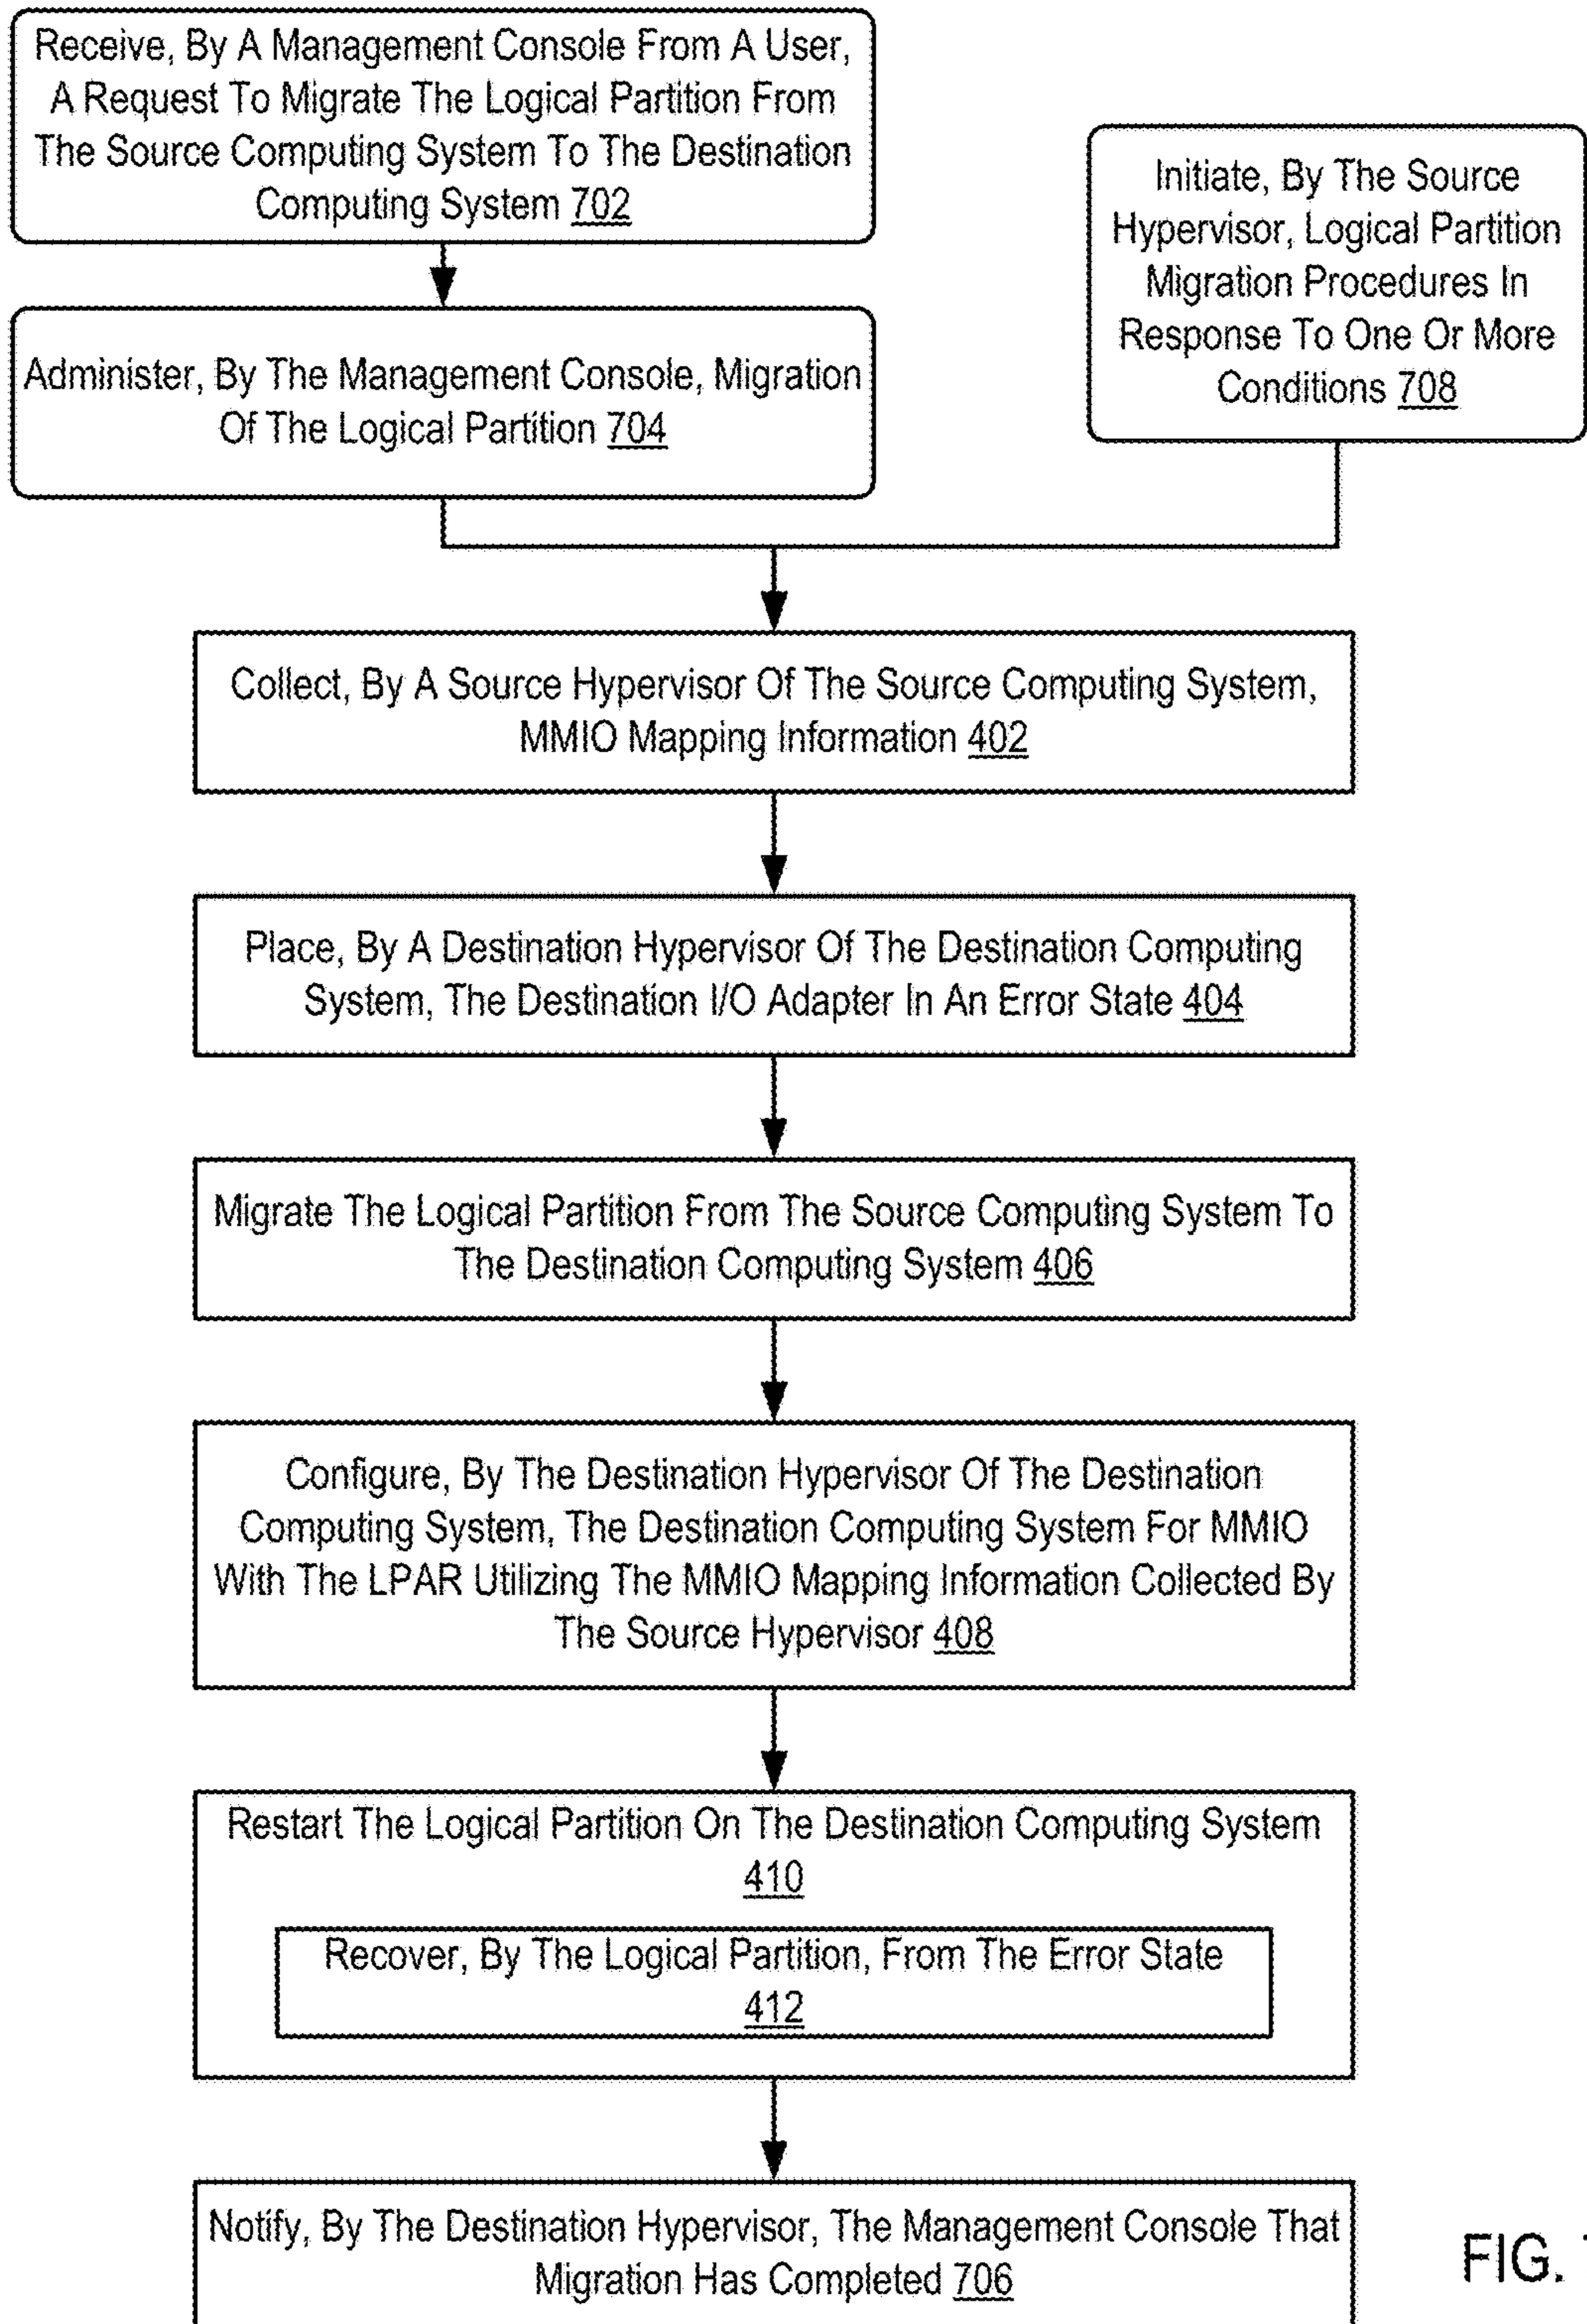 Receive, By A Management Console From A User,
A Request To Migrate The Logical Partition From
The Source Computing System To The Destination
Computing System 702
Administer, By The Management Console, Migration
Of The Logical Partition 704
Initiate, By The Source
Hypervisor, Logical Partition
Migration Procedures In
Response To One Or More
Conditions 708
Collect, By A Source Hypervisor Of The Source Computing System,
MMIO Mapping Information 402
Place, By A Destination Hypervisor Of The Destination Computing
System, The Destination I/O Adapter In An Error State 404
Migrate The Logical Partition From The Source Computing System To
The Destination Computing System 406
Configure, By The Destination Hypervisor Of The Destination
Computing System, The Destination Computing System For MMIO
With The LPAR Utilizing The MMIO Mapping Information Collected By
The Source Hypervisor 408
Restart The Logical Partition On The Destination Computing System
410
Recover, By The Logical Partition, From The Error State
412
Notify, By The Destination Hypervisor, The Management Console That
Migration Has Completed 706
FIG.